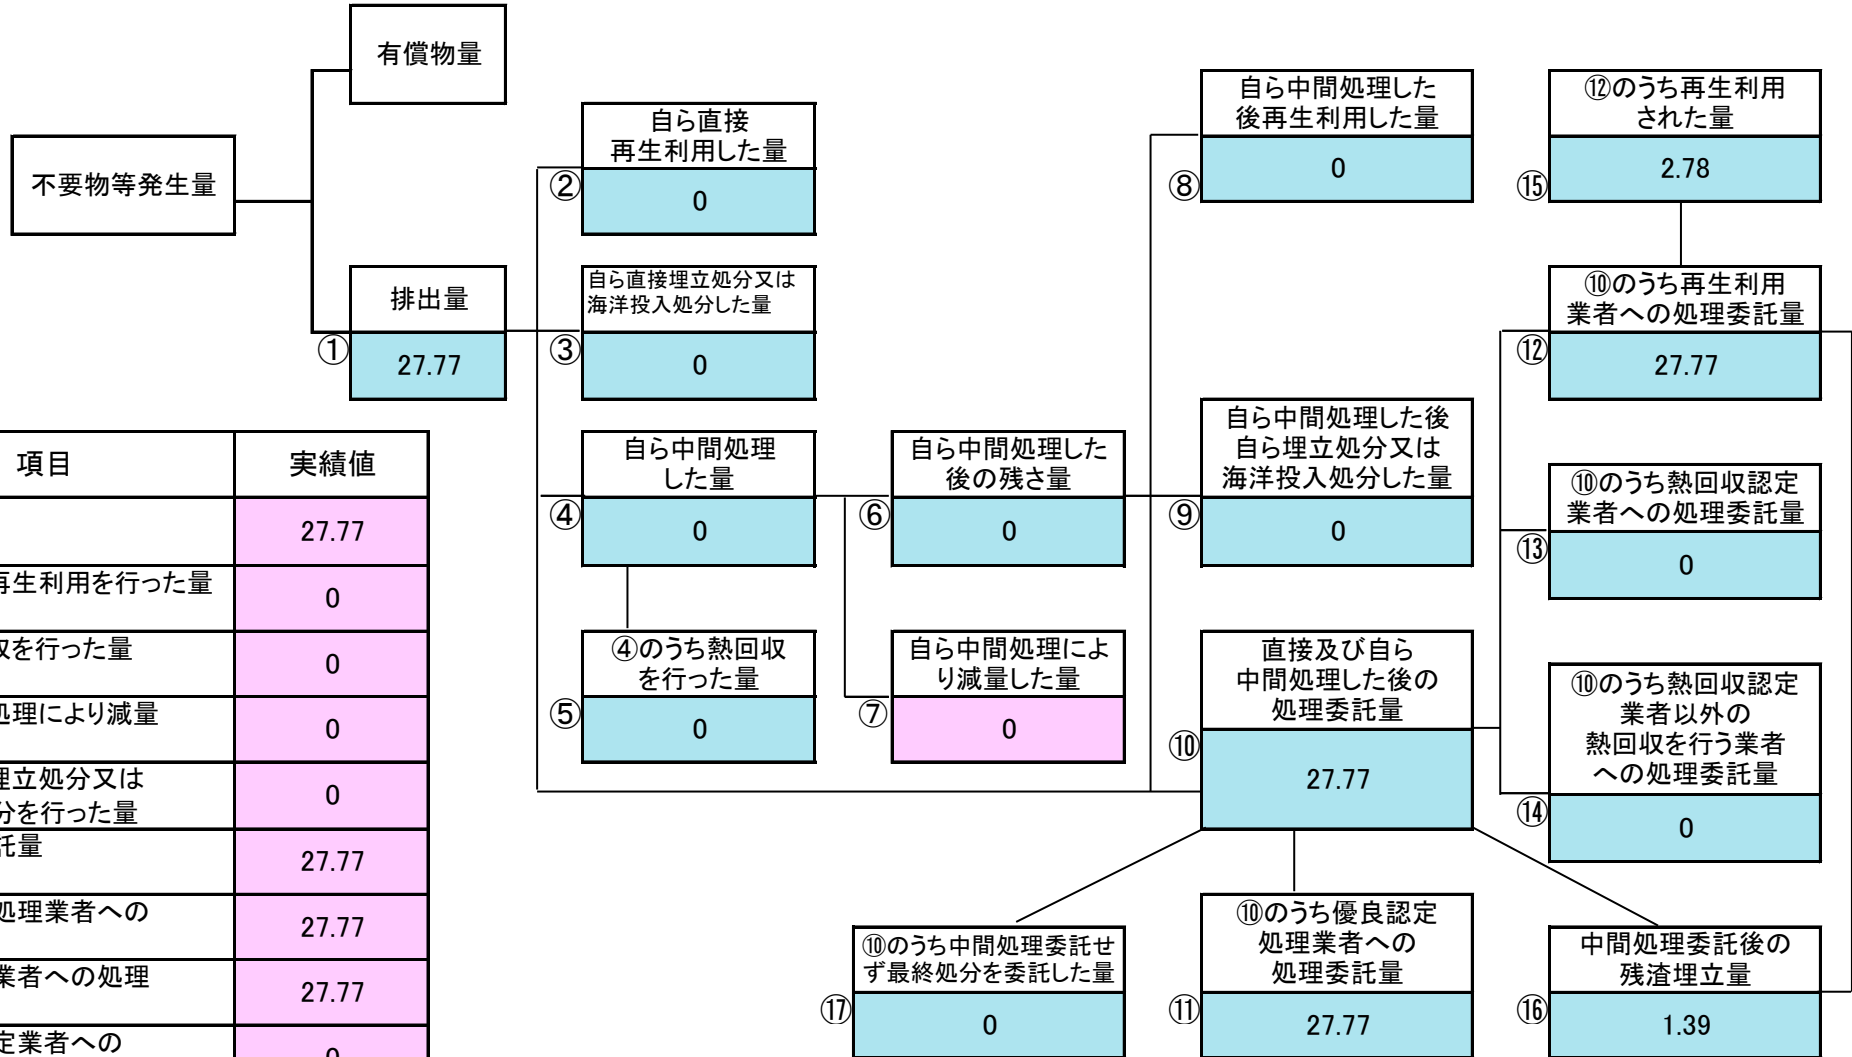 有償物量
不要物等発生量
排出量
①
27.77
自ら直接
再生利用した量
②
0
自ら直接埋立処分又は
海洋投入処分した量
③
0
自ら中間処理
した量
④
0
④のうち熱回収
を行った量
⑤
0
自ら中間処理した
後の残さ量
⑥
0
自ら中間処理によ
り減量した量
⑦
0
自ら中間処理した
後再生利用した量
⑧
0
自ら中間処理した後
自ら埋立処分又は
海洋投入処分した量
⑨
0
直接及び自ら
中間処理した後の
処理委託量
⑩
27.77
⑫のうち再生利用
された量
⑮
2.78
⑩のうち再生利用
業者への処理委託量
⑫
27.77
⑩のうち熱回収認定
業者への処理委託量
⑬
0
⑩のうち熱回収認定
業者以外の
熱回収を行う業者
への処理委託量
⑭
0
⑩のうち中間処理委託せ
ず最終処分を委託した量
⑰
0
⑩のうち優良認定
処理業者への
処理委託量
⑪
27.77
中間処理委託後の
残渣埋立量
⑯
1.39
項目 実績値
27.77
再生利用を行った量
0
を行った量
0
処理により減量
0
埋立処分又は
分を行った量
0
託量
27.77
処理業者への
27.77
業者への処理
27.77
定業者への